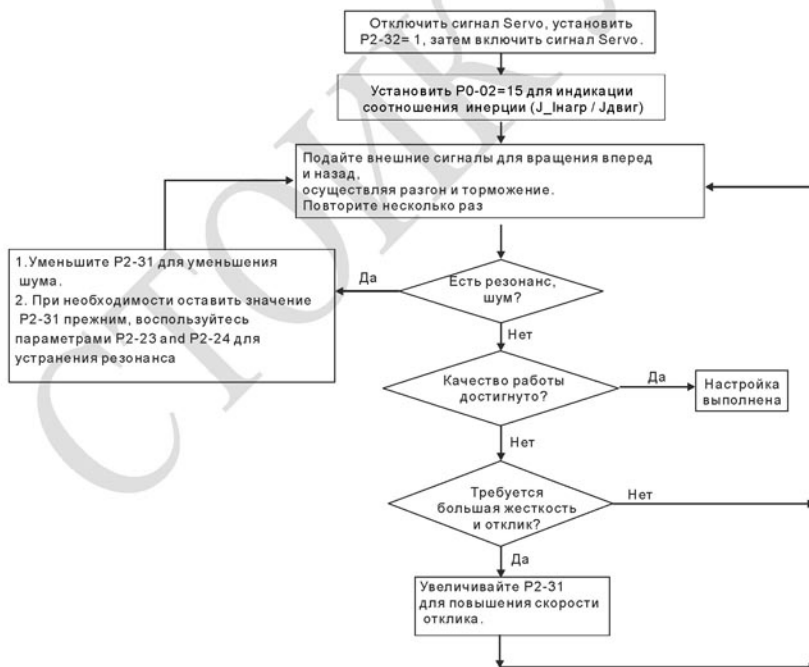 Отключить сигнал Servo, установить
P2-32= 1, затем включить сигнал Servo.
Установить P0-02=15 для индикации
соотношения инерции (J_Iнагр / Jдвиг)
Подайте внешние сигналы для вращения вперед
и назад,
осуществляя разгон и торможение.
Повторите несколько раз
1.Уменьшите P2-31 для уменьшения
шума.
2. При необходимости оставить значение
P2-31 прежним, воспользуйтесь
параметрами P2-23 and P2-24 для
устранения резонанса
Да
Есть резонанс,
шум?
Нет
Качество работы
достигнуто?
Да
Настройка
выполнена
Нет
Требуется
большая жесткость
и отклик?
Нет
Да
Увеличивайте P2-31
для повышения скорости
отклика.
СТОИК